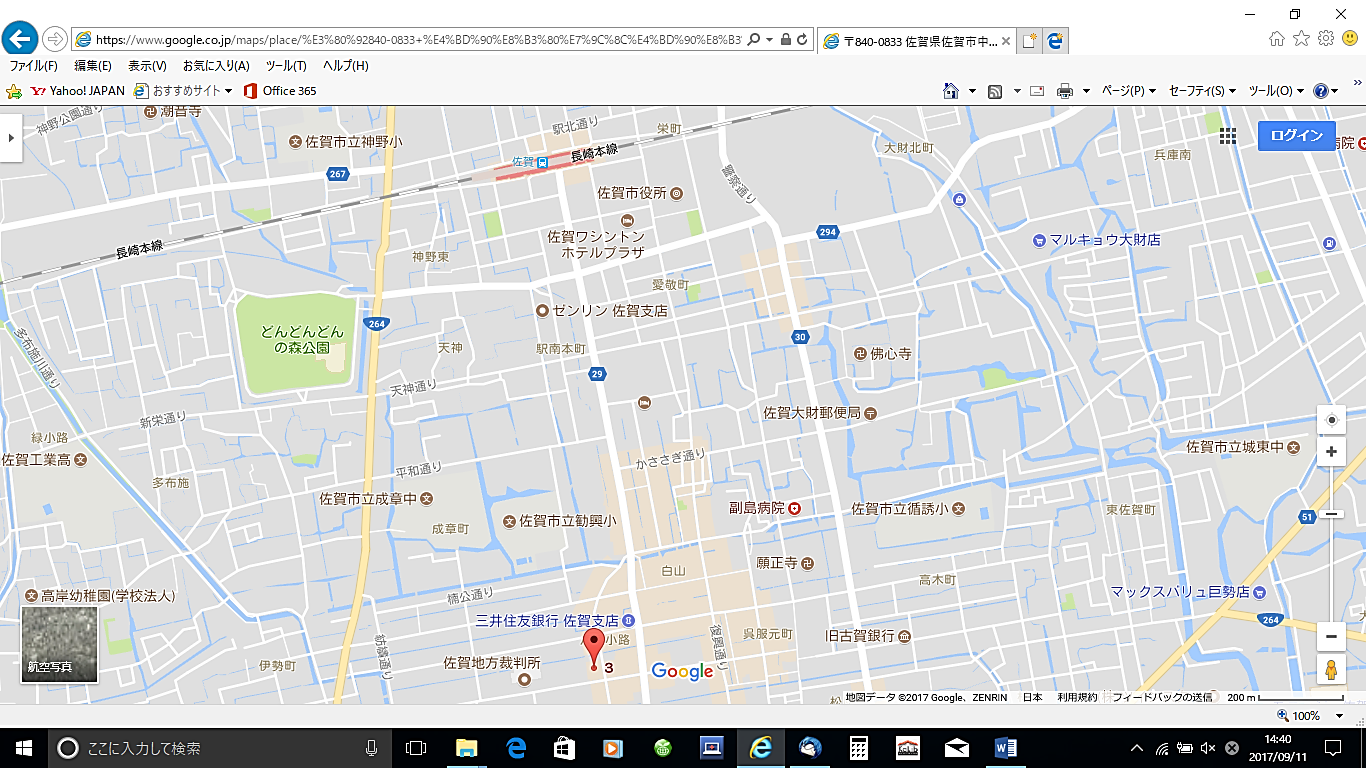 https://www.google.co.jp/maps/place/%E3%80%92840-0833+%E4%BD%90%E8%B3%80%E7%9C%8C%E4%BD%90%E8%B3
〒840-0833 佐賀県佐賀市中...
ファイル(F) 編集(E) 表示(V) お気に入り(A) ツール(T) ヘルプ(H)
Yahoo! JAPAN おすすめサイト Office 365
ページ(P) セーフティ(S) ツール(O)
神野公園通り
潮音寺
駅北通り
栄町
ログイン
佐賀市立神野小
佐賀
長崎本線
大財北町
兵庫南
病院
267
警察通り
佐賀市役所
佐賀ワシントン
ホテルプラザ
294
マルキョウ大財店
長崎本線
神野東
愛敬町
ゼンリン 佐賀支店
どんどんどん
の森公園
264
30
多布施川通り
天神
駅南本町
佛心寺
29
天神通り
新栄通り
佐賀大財郵便局
緑小路
佐賀工業高
佐賀市立城東中
かささぎ通り
平和通り
多布施
佐賀市立成章中
副島病院
佐賀市立循誘小
東佐賀町
51
成章町
佐賀市立勧興小
願正寺
白山
高木町
高岸幼稚園(学校法人)
楠公通り
マックスバリュ巨勢店
264
三井住友銀行 佐賀支店
小路
呉服元町
復興通り
旧古賀銀行
紡績通り
伊勢町
佐賀地方裁判所
3
Google
航空写真
地図データ ©2017 Google、ZENRIN 日本 利用規約 フィードバックの送信 200 m
100%
ここに入力して検索
14:40
2017/09/11